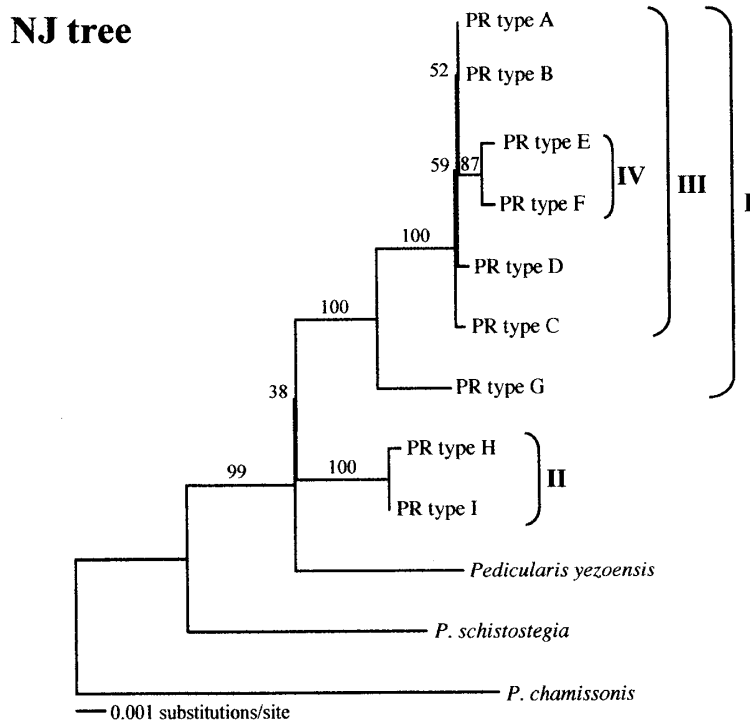 NJ tree
PR type A
52
PR type B
PR type E
59
87
IV
III
I
PR type F
100
PR type D
100
PR type C
38
PR type G
PR type H
99
100
II
PR type I
Pedicularis yezoensis
P. schistostegia
P. chamissonis
0.001 substitutions/site